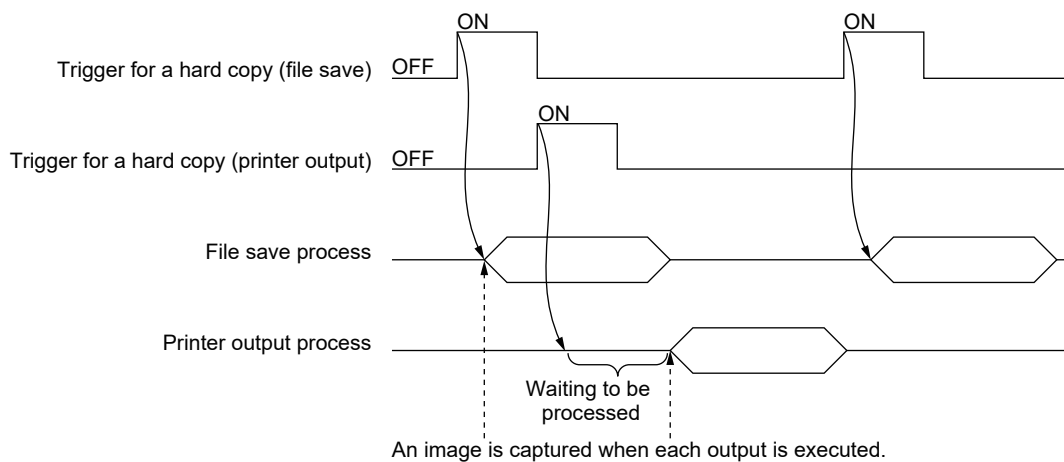 ON
ON
Trigger for a hard copy (file save)
OFF
ON
Trigger for a hard copy (printer output)
OFF
File save process
Printer output process
Waiting to be
processed
An image is captured when each output is executed.